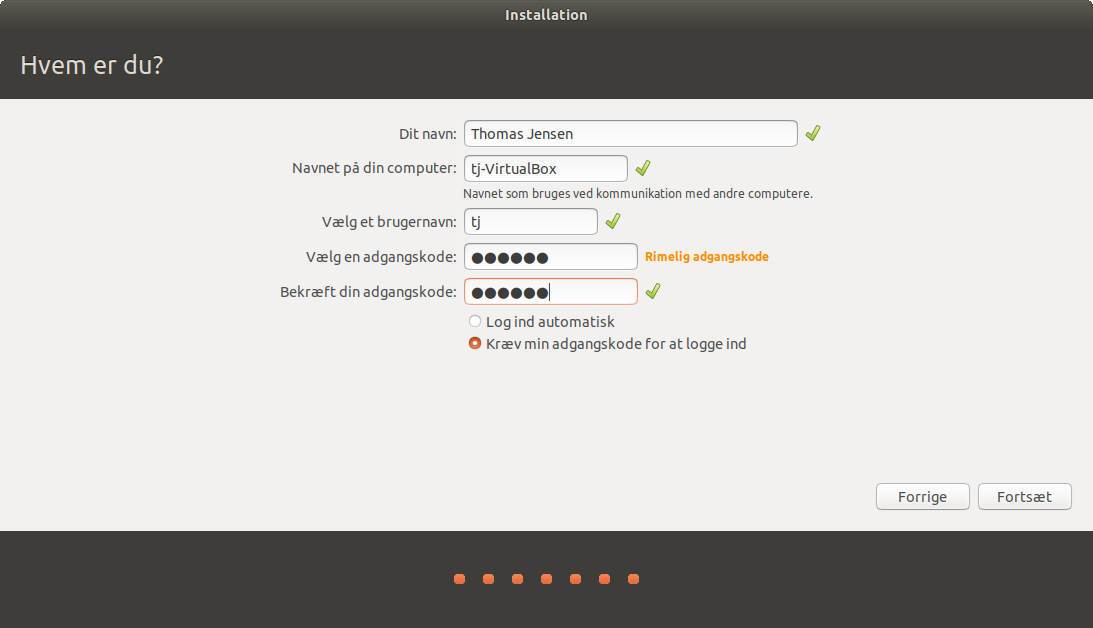 Installation
Hvem er du?
Dit navn: Thomas Jensen
Navnet på din computer: tj-VirtualBox
Navnet som bruges ved kommunikation med andre computere.
Vælg et brugernavn: tj
Vælg en adgangskode: ●●●●●● Rimelig adgangskode
Bekræft din adgangskode: ●●●●●●
Log ind automatisk
Kræv min adgangskode for at logge ind
Forrige Fortsæt